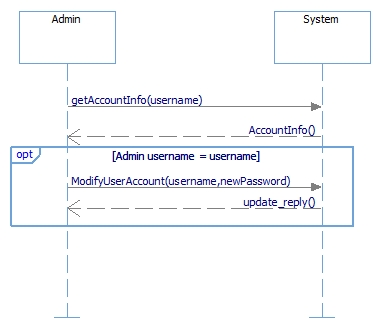 Admin
System
getAccountInfo(username)
AccountInfo()
opt
[Admin username = username]
ModifyUserAccount(username,newPassword)
update_reply()